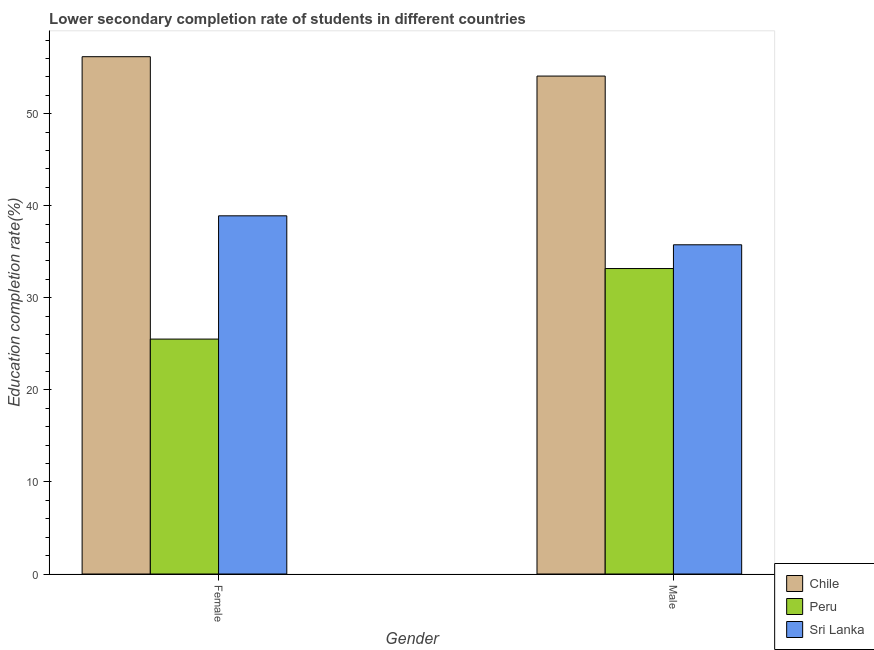 Lower secondary completion rate of students in different countries
Education completion rate(%)
50
40
30
20
10
0
Female
Male
Gender
Chile
Peru
Sri Lanka